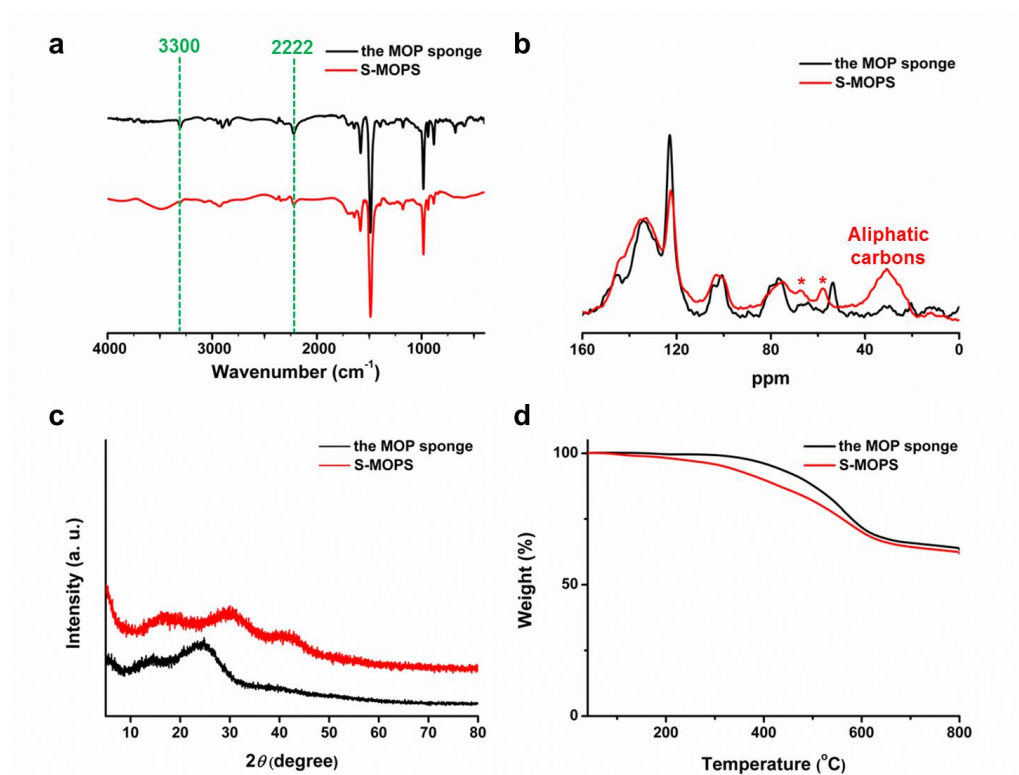 a
3300
2222
the MOP sponge
S-MOPS
4000
3000
2000
1000
Wavenumber (cm⁻¹)
b
the MOP sponge
S-MOPS
Aliphatic
carbons
*
*
160
120
80
40
0
ppm
c
the MOP sponge
S-MOPS
Intensity (a. u.)
10
20
30
40
50
60
70
80
2θ (degree)
d
the MOP sponge
S-MOPS
100
50
0
Weight (%)
200
400
600
800
Temperature (°C)